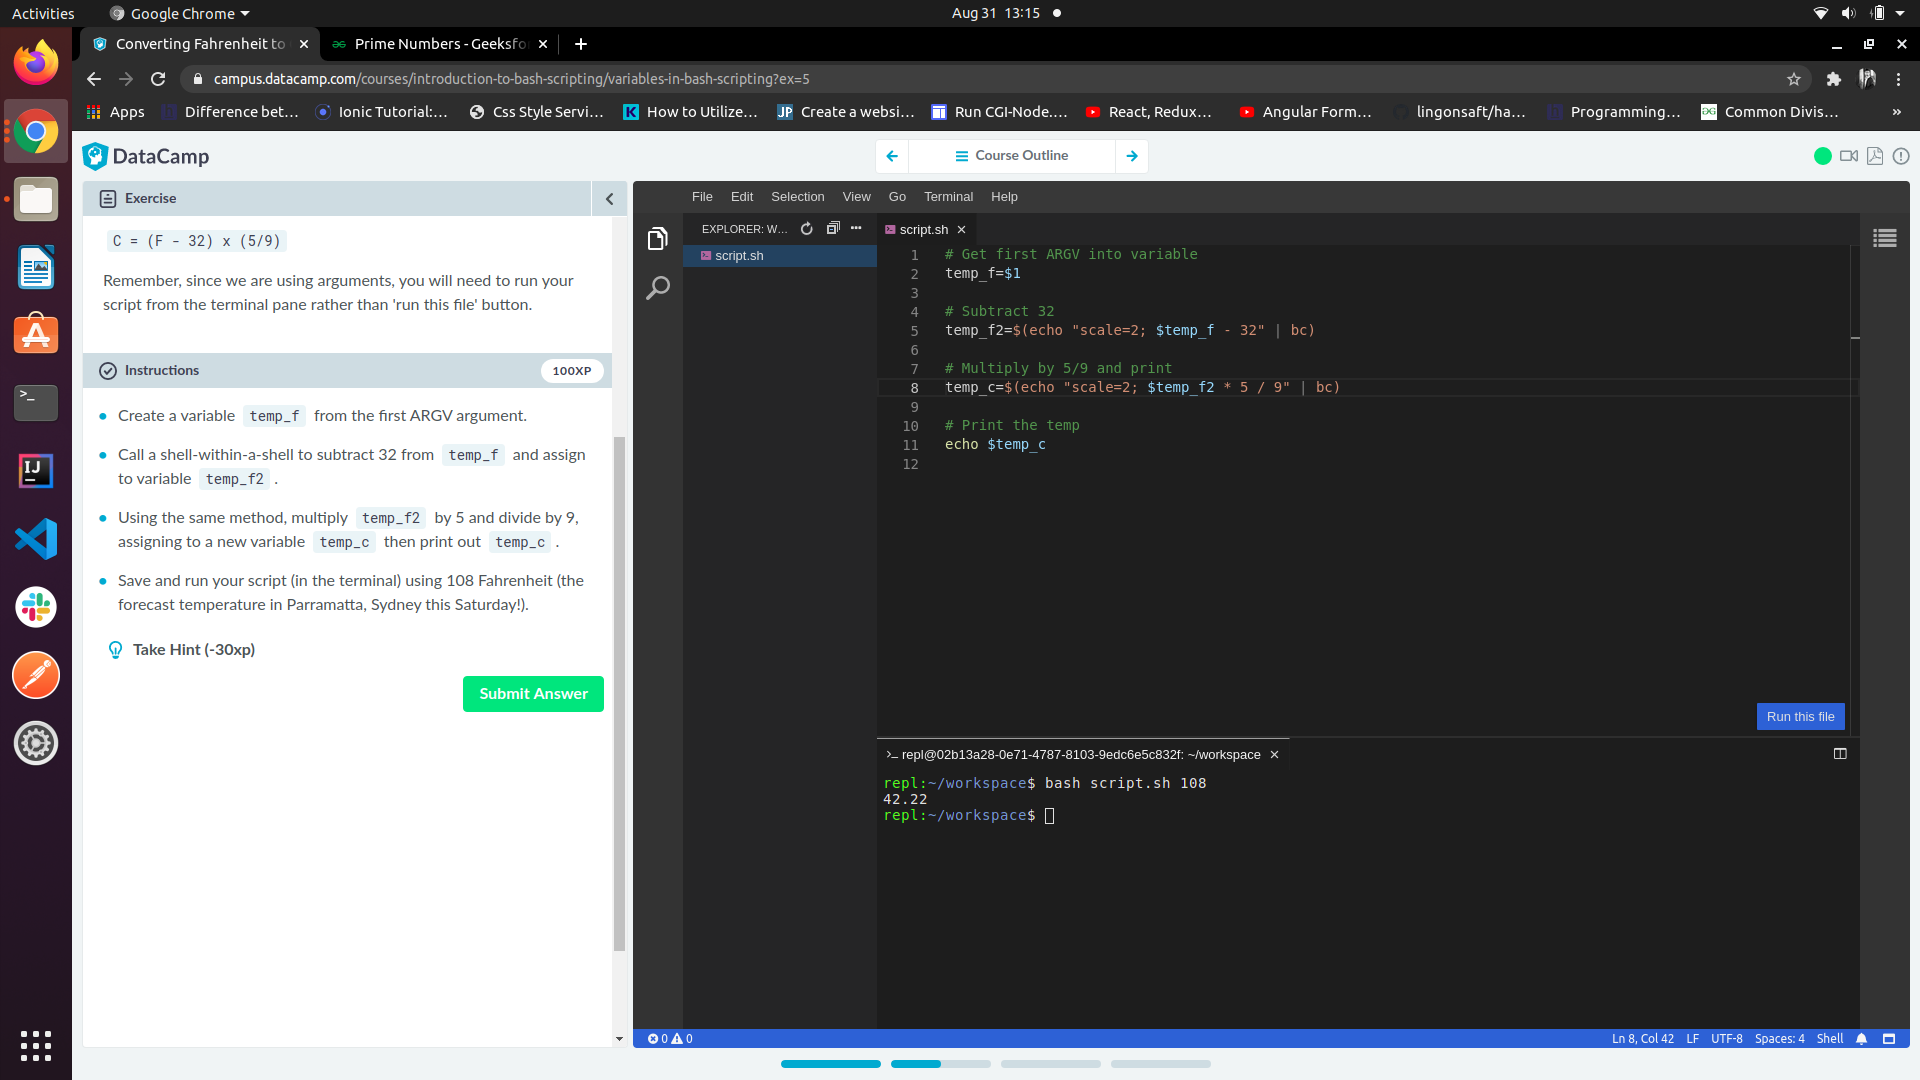 Activities
Google Chrome
Aug 31 13:15
Converting Fahrenheit to
Prime Numbers - Geeksfo
campus.datacamp.com/courses/introduction-to-bash-scripting/variables-in-bash-scripting?ex=5
Apps
Difference bet...
Ionic Tutorial:...
Css Style Servi...
How to Utilize...
JP Create a websi...
Run CGI-Node....
React, Redux...
Angular Form...
lingonsaft/ha...
Programming...
Common Divis...
»
DataCamp
Course Outline
Exercise
C = (F - 32) x (5/9)
Remember, since we are using arguments, you will need to run your
script from the terminal pane rather than 'run this file' button.
Instructions
100XP
Create a variable temp_f from the first ARGV argument.
Call a shell-within-a-shell to subtract 32 from temp_f and assign
to variable temp_f2 .
Using the same method, multiply temp_f2 by 5 and divide by 9,
assigning to a new variable temp_c then print out temp_c .
Save and run your script (in the terminal) using 108 Fahrenheit (the
forecast temperature in Parramatta, Sydney this Saturday!).
Take Hint (-30xp)
Submit Answer
File Edit Selection View Go Terminal Help
EXPLORER: W...
script.sh
script.sh
1 # Get first ARGV into variable
2 temp_f=$1
3
4 # Subtract 32
5 temp_f2=$(echo "scale=2; $temp_f - 32" | bc)
6
7 # Multiply by 5/9 and print
8 temp_c=$(echo "scale=2; $temp_f2 * 5 / 9" | bc)
9
10 # Print the temp
11 echo $temp_c
12
Run this file
repl@02b13a28-0e71-4787-8103-9edc6e5c832f: ~/workspace
repl:~/workspace$ bash script.sh 108
42.22
repl:~/workspace$
0 0
Ln 8, Col 42 LF UTF-8 Spaces: 4 Shell